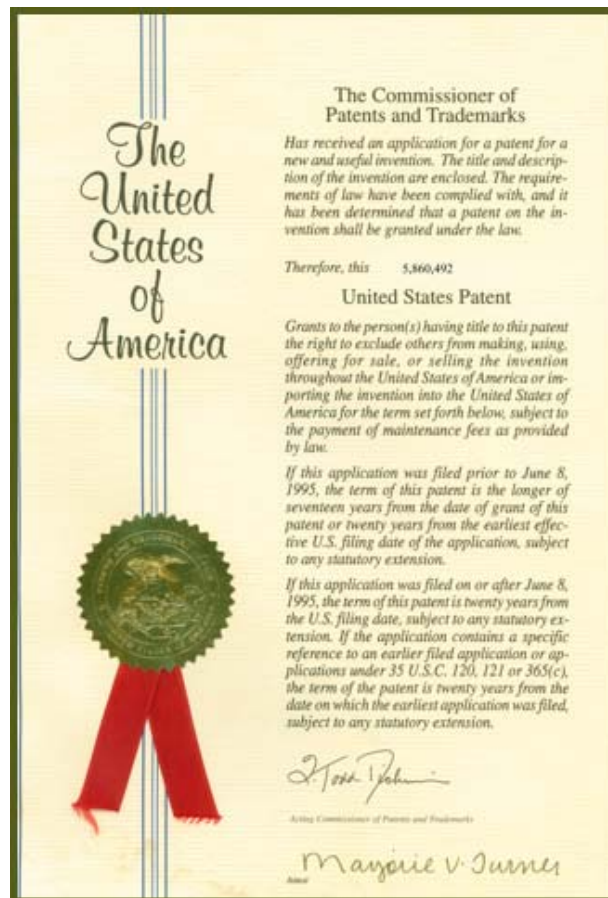 The
United
States
of
America
The Commissioner of
Patents and Trademarks
Has received an application for a patent for a
new and useful invention. The title and descrip-
tion of the invention are enclosed. The require-
ments of law have been complied with, and it
has been determined that a patent on the in-
vention shall be granted under the law.
Therefore, this 5,860,492
United States Patent
Grants to the person(s) having title to this patent
the right to exclude others from making, using,
offering for sale, or selling the invention
throughout the United States of America or im-
porting the invention into the United States of
America for the term set forth below, subject to
the payment of maintenance fees as provided
by law.
If this application was filed prior to June 8,
1995, the term of this patent is the longer of
seventeen years from the date of grant of this
patent or twenty years from the earliest effec-
tive U.S. filing date of the application, subject
to any statutory extension.
If this application was filed on or after June 8,
1995, the term of this patent is twenty years from
the U.S. filing date, subject to any statutory ex-
tension. If the application contains a specific
reference to an earlier filed application or ap-
plications under 35 U.S.C. 120, 121 or 365(c),
the term of the patent is twenty years from the
date on which the earliest application was filed,
subject to any statutory extension.
Acting Commissioner of Patents and Trademarks
Marjorie V. Turner
Attest